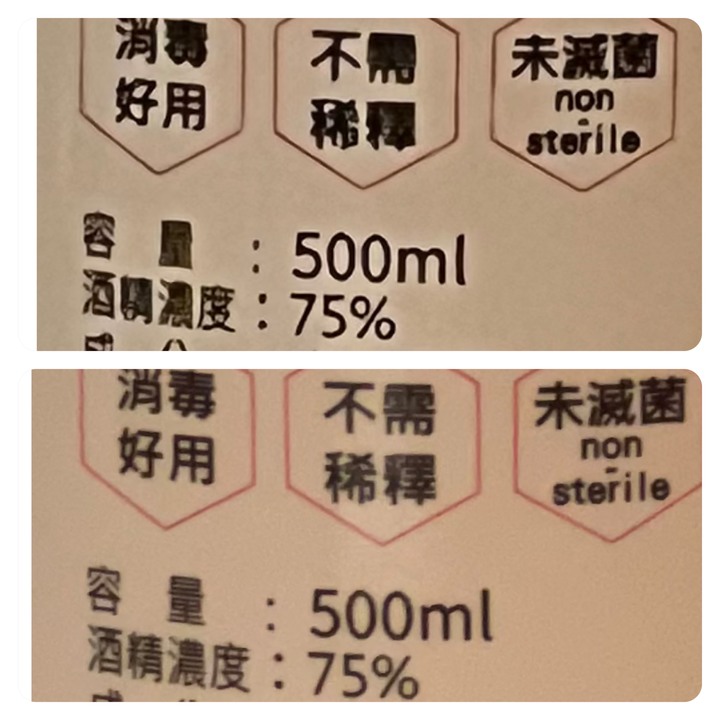 消毒
好用
不需
稀釋
未滅菌
non
sterile
容量：500ml
酒精濃度：75%
消毒
好用
不需
稀釋
未滅菌
non
sterile
容量：500ml
酒精濃度：75%